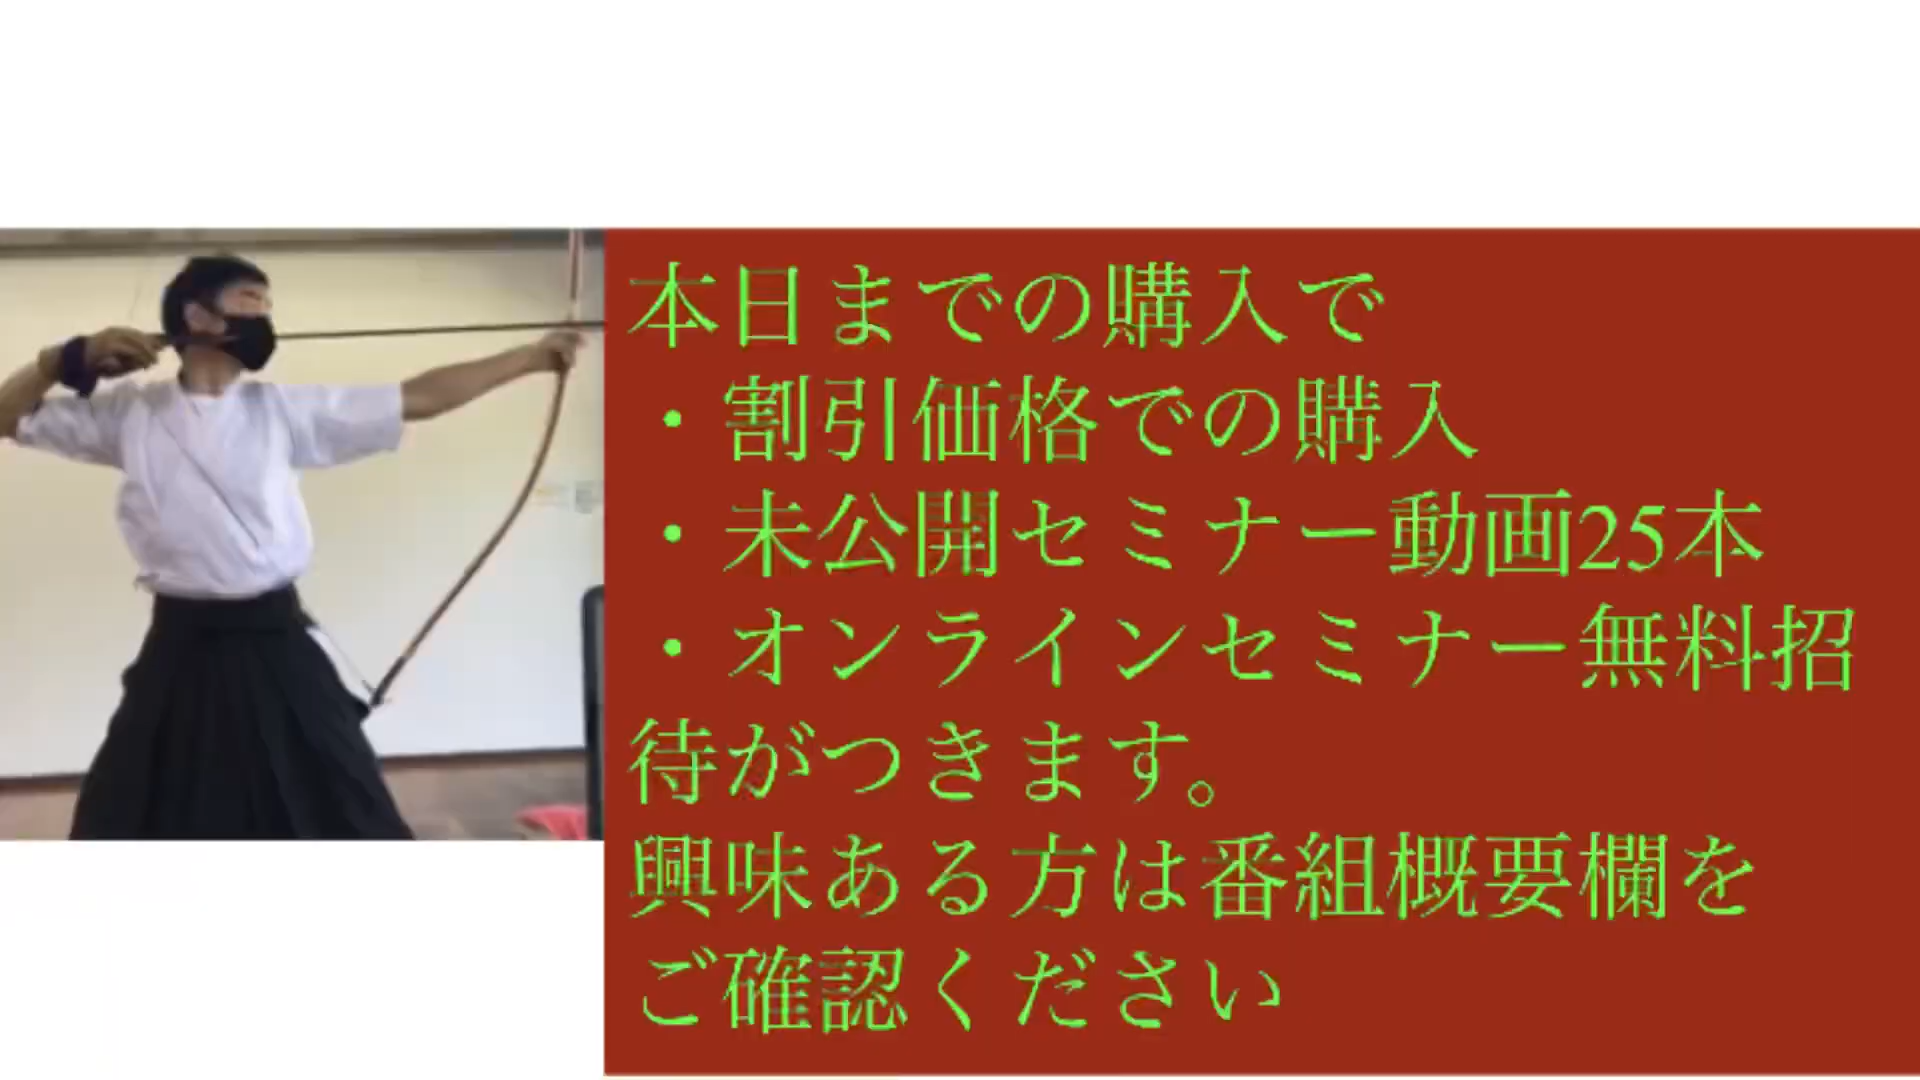 本日までの購入で
・割引価格での購入
・未公開セミナー動画25本
・オンラインセミナー無料招
待がつきます。
興味ある方は番組概要欄を
ご確認ください